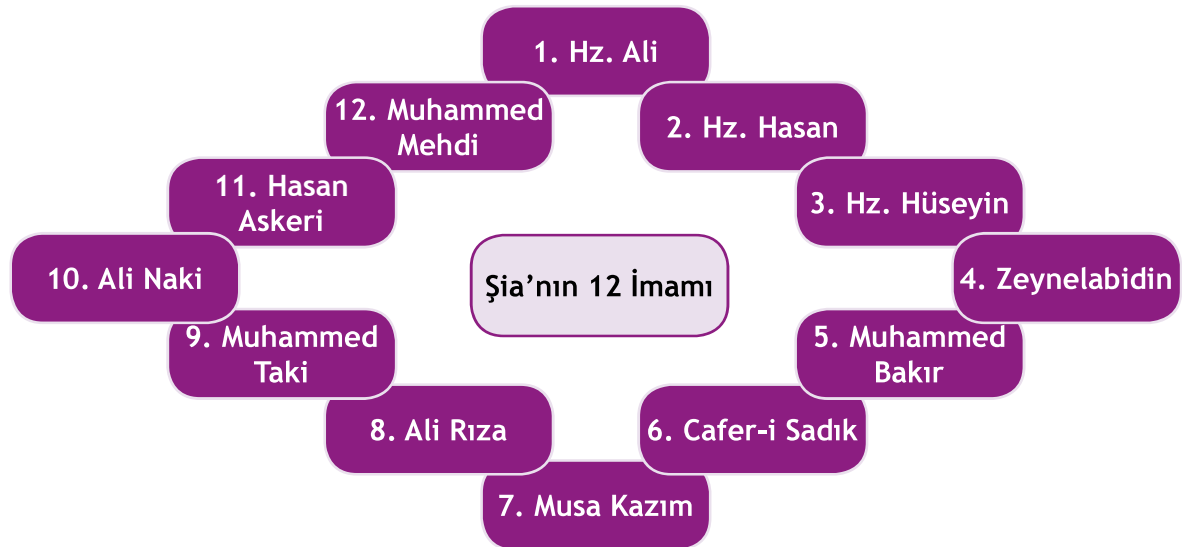 1. Hz. Ali
2. Hz. Hasan
3. Hz. Hüseyin
4. Zeynelabidin
5. Muhammed
Bakır
6. Cafer-i Sadık
7. Musa Kazım
8. Ali Rıza
9. Muhammed
Taki
10. Ali Naki
11. Hasan
Askeri
12. Muhammed
Mehdi
Şia’nın 12 İmamı